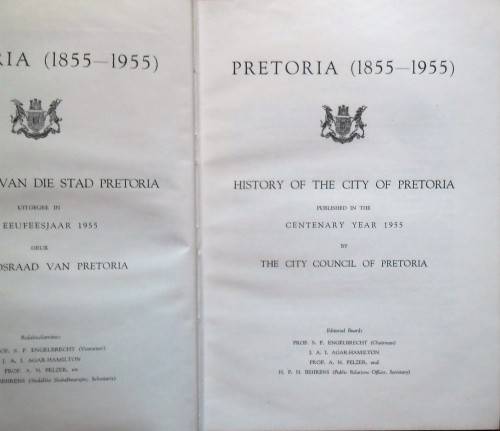 RIA (1855—1955)
VAN DIE STAD PRETORIA
UITGEGEE IN
EEUFEESJAAR 1955
DEUR
DSRAAD VAN PRETORIA
OF. S. P. ENGELBRECHT (Voorsitter)
J. A. I. AGAR-HAMILTON
PROF. A. N. PELZER, en
BEHRENS
PRETORIA (1855—1955)
HISTORY OF THE CITY OF PRETORIA
PUBLISHED IN THE
CENTENARY YEAR 1955
BY
THE CITY COUNCIL OF PRETORIA
Editorial Board:
PROF. S. P. ENGELBRECHT (Chairman)
J. A. I. AGAR-HAMILTON
PROF. A. N. PELZER, and
H. P. H. BEHRENS (Public Relations Officer, Secretary)